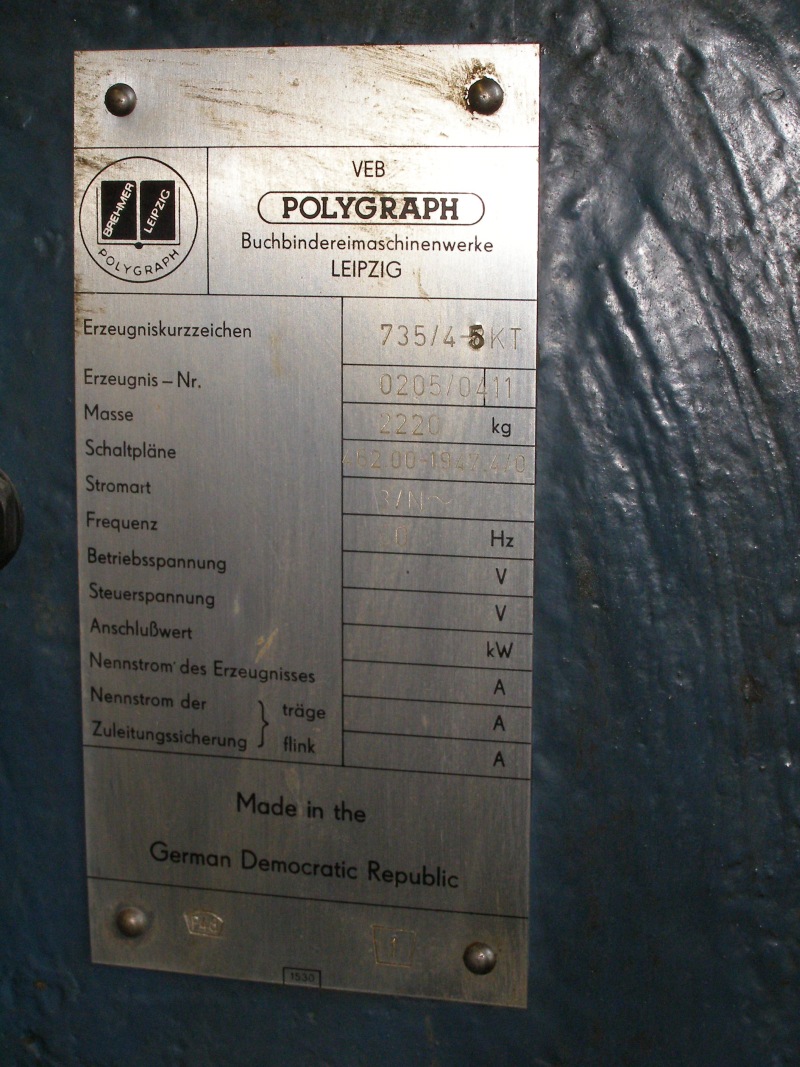 BREHMER LEIPZIG
POLYGRAPH
VEB
POLYGRAPH
Buchbindereimaschinenwerke
LEIPZIG
Erzeugniskurzzeichen 735/4-5KT
Erzeugnis-Nr. 0205/0411
Masse 2220 kg
Schaltpläne
Stromart 3/N~
Frequenz Hz
Betriebsspannung V
Steuerspannung V
Anschlußwert kW
Nennstrom des Erzeugnisses A
Nennstrom der träge A
Zuleitungssicherung flink A
Made in the
German Democratic Republic
1
1530